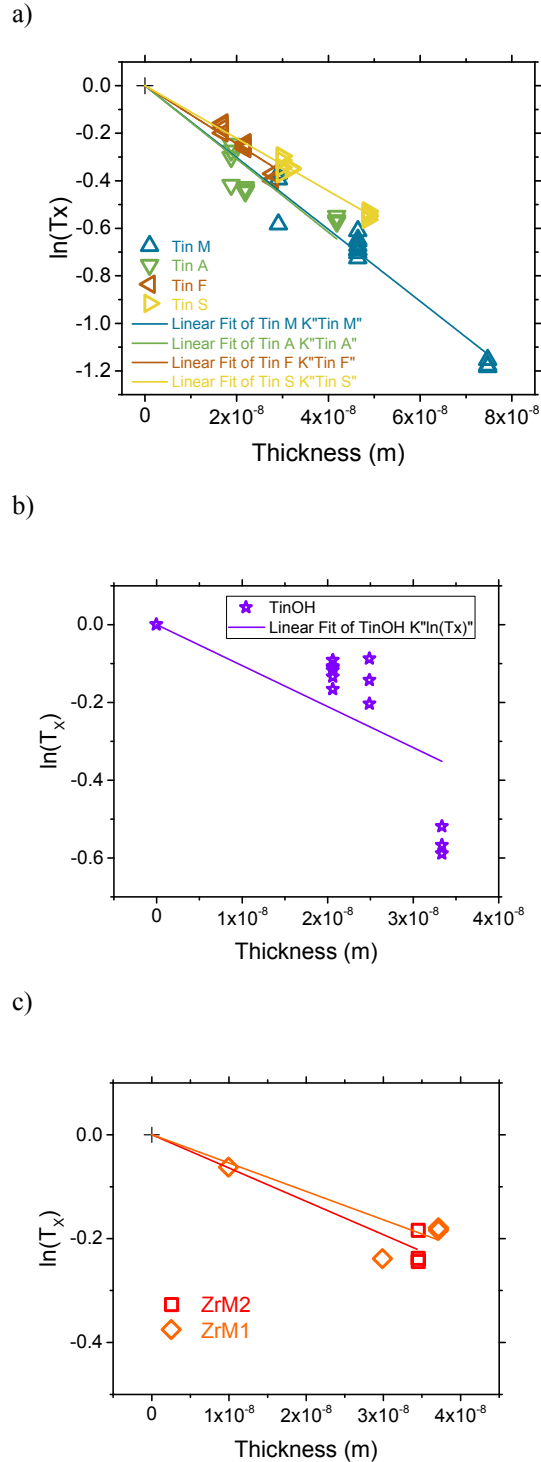 a)
0.0
-0.2
-0.4
-0.6
-0.8
-1.0
-1.2
ln(Tx)
Tin M
Tin A
Tin F
Tin S
Linear Fit of Tin M K"Tin M"
Linear Fit of Tin A K"Tin A"
Linear Fit of Tin F K"Tin F"
Linear Fit of Tin S K"Tin S"
0 2x10⁻⁸ 4x10⁻⁸ 6x10⁻⁸ 8x10⁻⁸
Thickness (m)
b)
TinOH
Linear Fit of TinOH K"ln(Tx)"
0.0
-0.2
-0.4
-0.6
ln(Tₓ)
0 1x10⁻⁸ 2x10⁻⁸ 3x10⁻⁸ 4x10⁻⁸
Thickness (m)
c)
0.0
-0.2
-0.4
ln(Tₓ)
ZrM2
ZrM1
0 1x10⁻⁸ 2x10⁻⁸ 3x10⁻⁸ 4x10⁻⁸
Thickness (m)